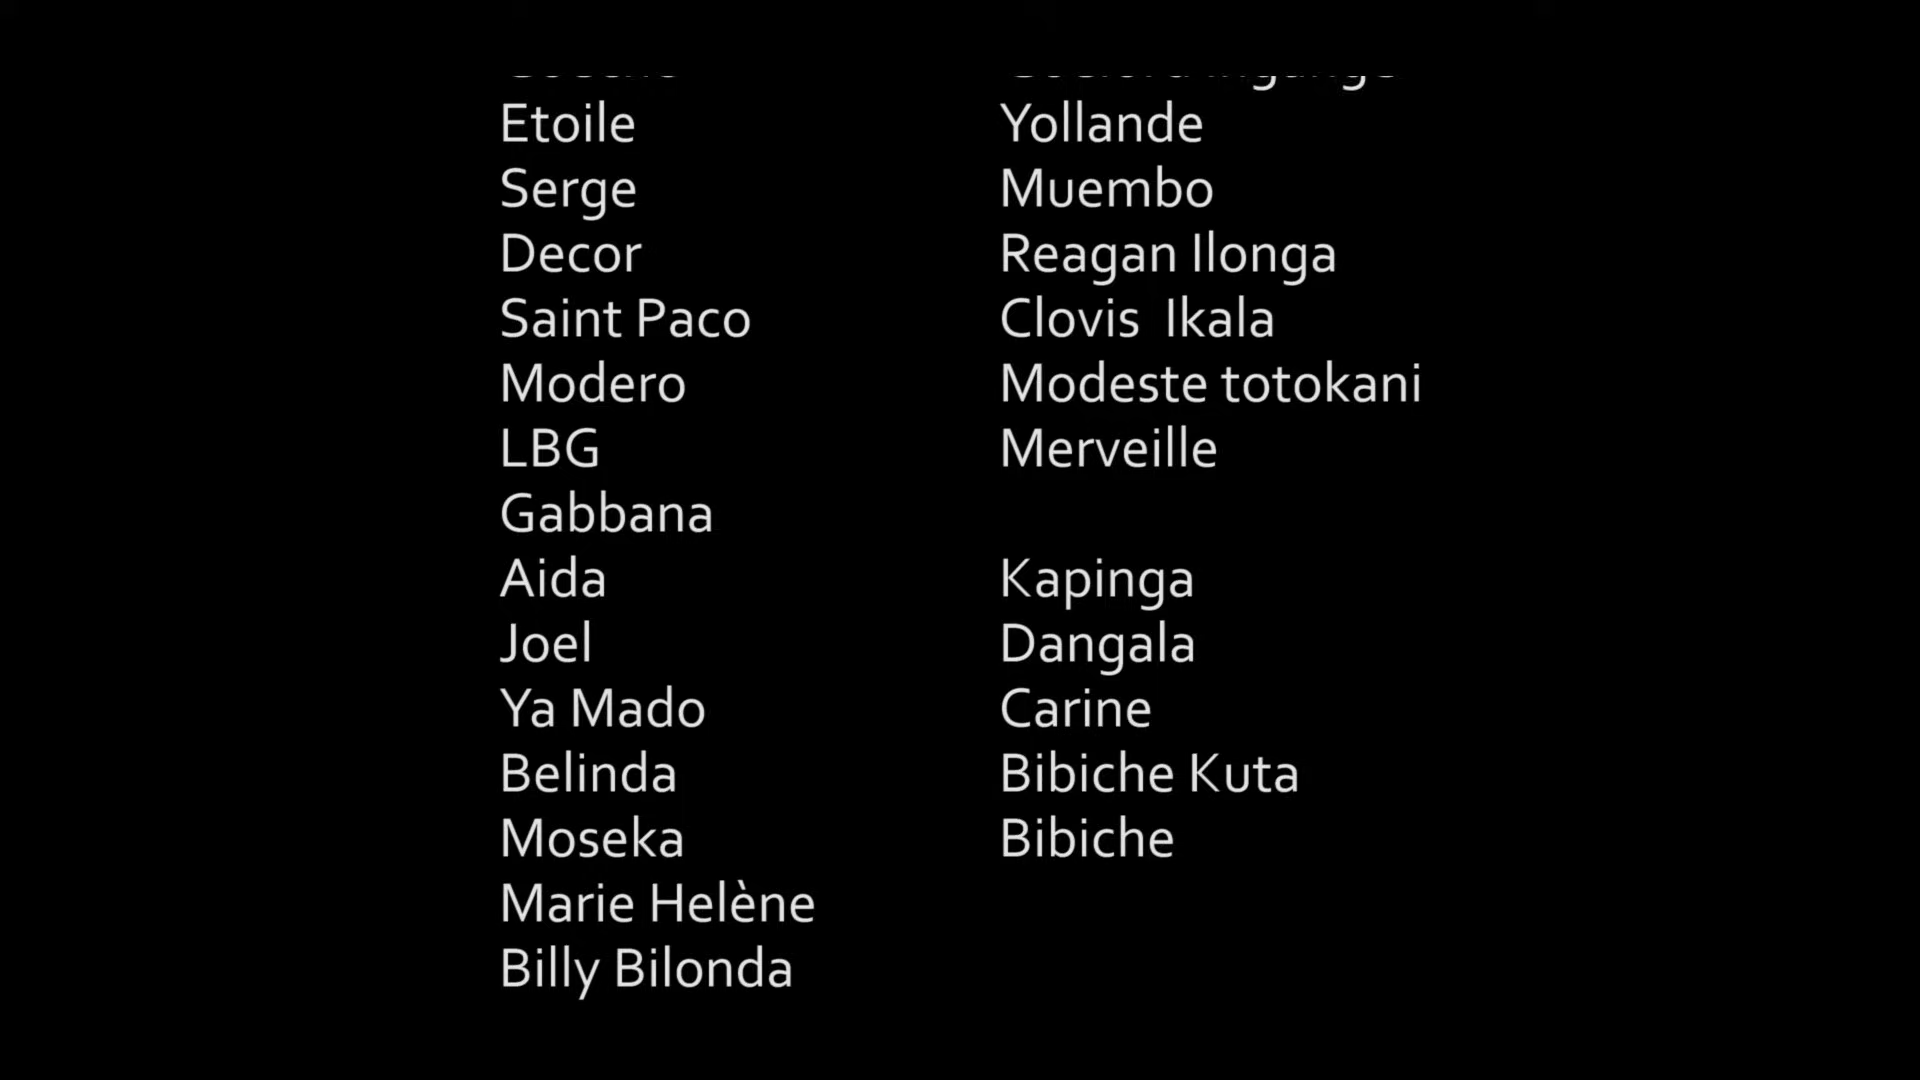 Etoile Yollande
Serge Muembo
Decor Reagan Ilonga
Saint Paco Clovis Ikala
Modero Modeste totokani
LBG Merveille
Gabbana
Aida Kapinga
Joel Dangala
Ya Mado Carine
Belinda Bibiche Kuta
Moseka Bibiche
Marie Helène
Billy Bilonda